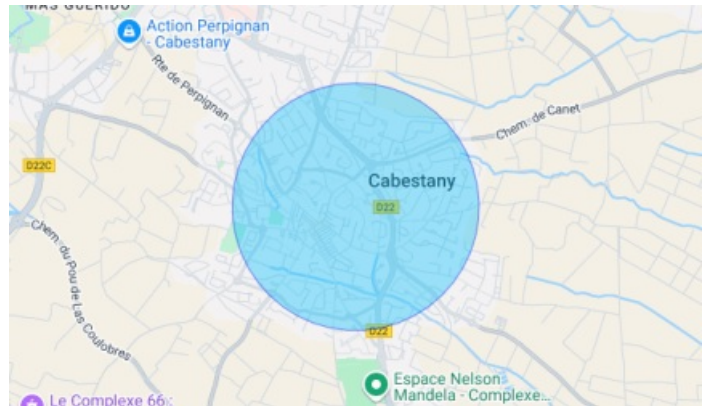 MAS GUÉRIDO
Action Perpignan
- Cabestany
Rte de Perpignan
Chem. de Canet
D22C
Cabestany
D22
Chem. du Pou de Las Coulobres
D22
Espace Nelson
Mandela - Complexe...
Le Complexe 66 :